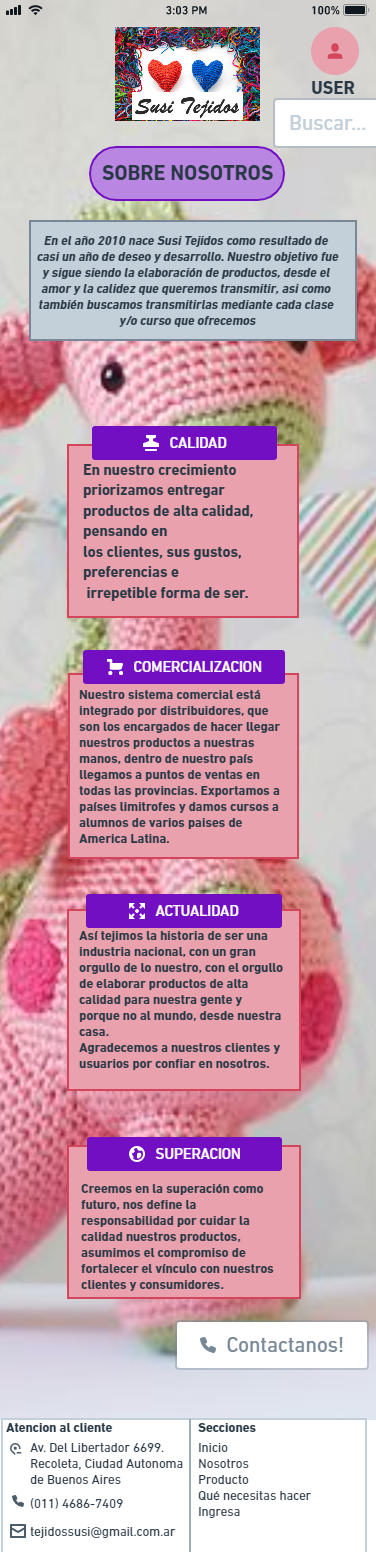 3:03 PM
100%
Susi Tejidos
USER
Buscar...
SOBRE NOSOTROS
En el año 2010 nace Susi Tejidos como resultado de
casi un año de deseo y desarrollo. Nuestro objetivo fue
y sigue siendo la elaboración de productos, desde el
amor y la calidez que queremos transmitir, asi como
también buscamos transmitirlas mediante cada clase
y/o curso que ofrecemos
CALIDAD
En nuestro crecimiento
priorizamos entregar
productos de alta calidad,
pensando en
los clientes, sus gustos,
preferencias e
irrepetible forma de ser.
COMERCIALIZACION
Nuestro sistema comercial está
integrado por distribuidores, que
son los encargados de hacer llegar
nuestros productos a nuestras
manos, dentro de nuestro país
llegamos a puntos de ventas en
todas las provincias. Exportamos a
países limitrofes y damos cursos a
alumnos de varios paises de
America Latina.
ACTUALIDAD
Así tejimos la historia de ser una
industria nacional, con un gran
orgullo de lo nuestro, con el orgullo
de elaborar productos de alta
calidad para nuestra gente y
porque no al mundo, desde nuestra
casa.
Agradecemos a nuestros clientes y
usuarios por confiar en nosotros.
SUPERACION
Creemos en la superación como
futuro, nos define la
responsabilidad por cuidar la
calidad nuestros productos,
asumimos el compromiso de
fortalecer el vínculo con nuestros
clientes y consumidores.
Contactanos!
Atencion al cliente
Av. Del Libertador 6699.
Recoleta, Ciudad Autonoma
de Buenos Aires
(011) 4686-7409
tejidossusi@gmail.com.ar
Secciones
Inicio
Nosotros
Producto
Qué necesitas hacer
Ingresa